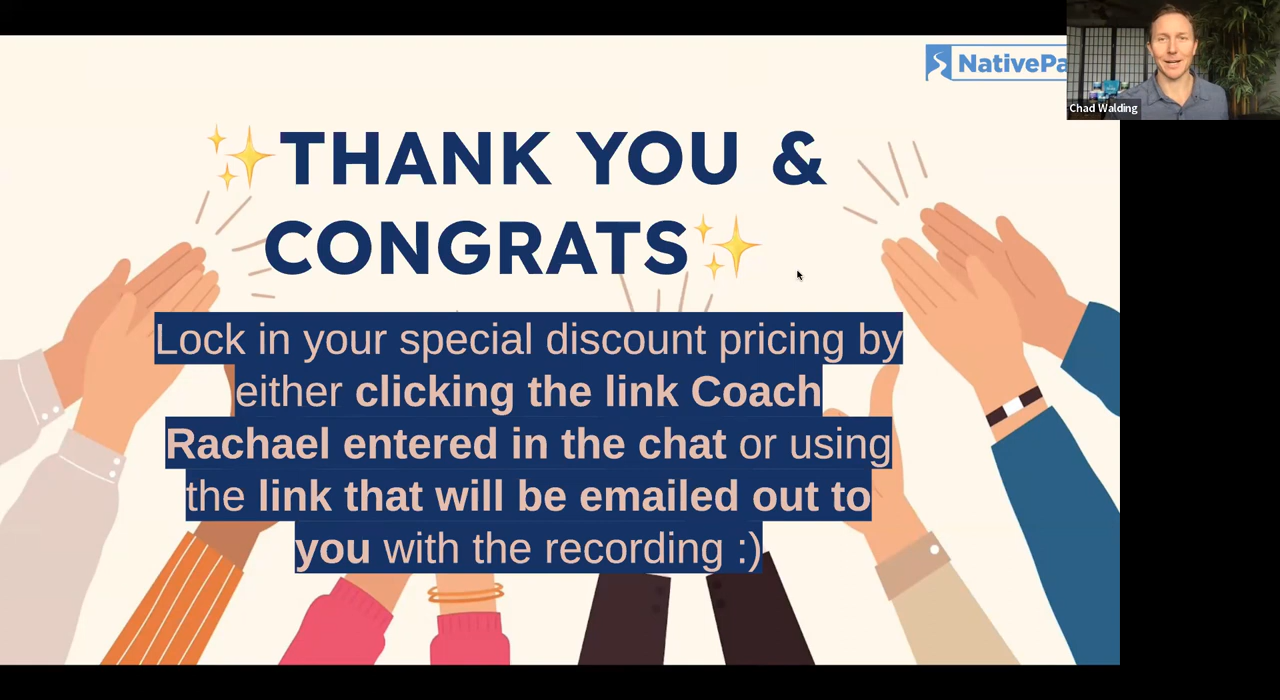 NativePa
Chad Walding
✨THANK YOU &
CONGRATS✨
Lock in your special discount pricing by
either clicking the link Coach
Rachael entered in the chat or using
the link that will be emailed out to
you with the recording :)